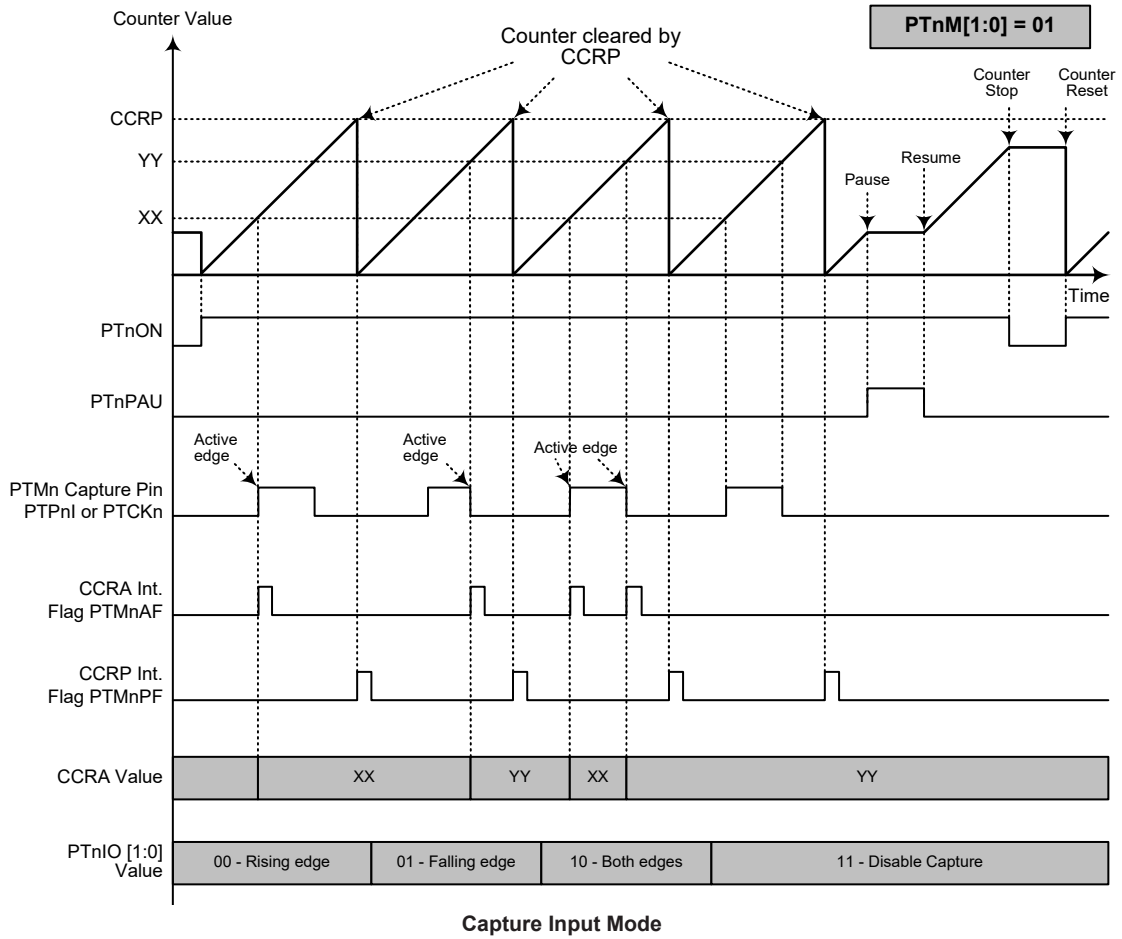 Counter Value
Counter cleared by
CCRP
PTnM[1:0] = 01
Counter
Stop
Counter
Reset
CCRP
YY
XX
Pause
Resume
Time
PTnON
PTnPAU
Active
edge
Active
edge
Active edge
PTMn Capture Pin
PTPnI or PTCKn
CCRA Int.
Flag PTMnAF
CCRP Int.
Flag PTMnPF
CCRA Value
XX
YY
XX
YY
PTnIO [1:0]
Value
00 - Rising edge
01 - Falling edge
10 - Both edges
11 - Disable Capture
Capture Input Mode